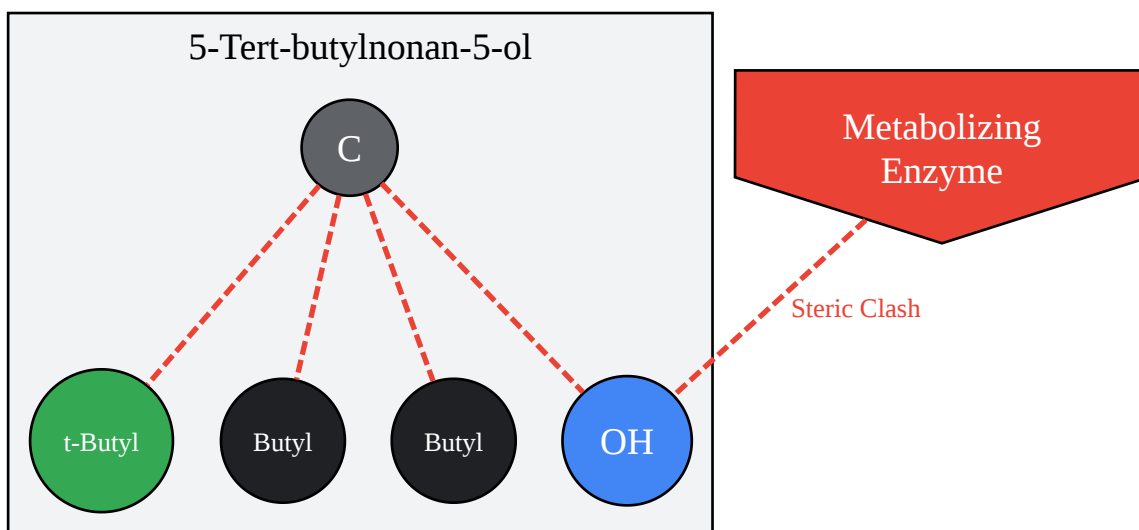 5-Tert-butylnonan-5-ol
C
Metabolizing
Enzyme
Steric Clash
t-Butyl
Butyl
Butyl
OH